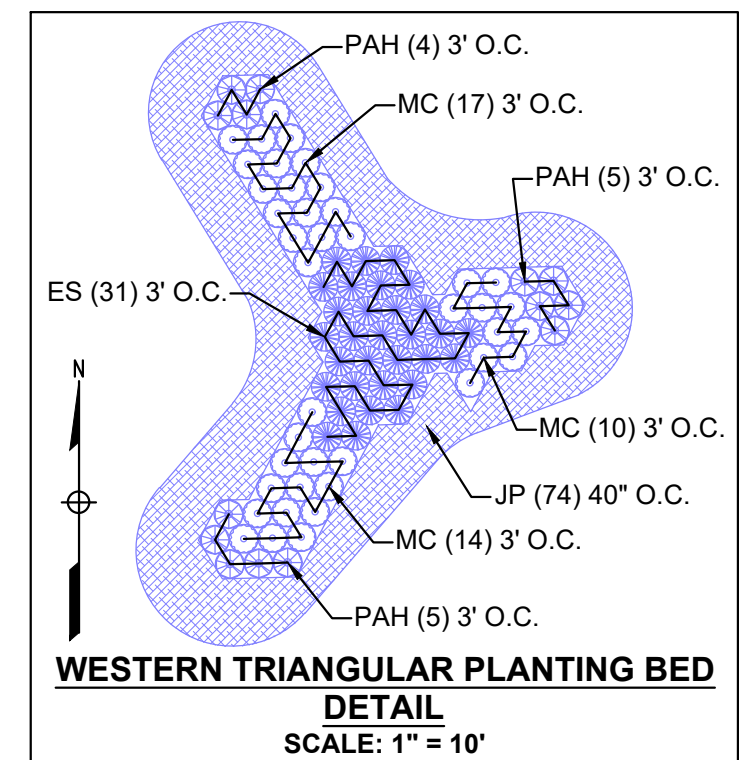 PAH (4) 3' O.C.
MC (17) 3' O.C.
PAH (5) 3' O.C.
ES (31) 3' O.C.
N
MC (10) 3' O.C.
JP (74) 40" O.C.
MC (14) 3' O.C.
PAH (5) 3' O.C.
WESTERN TRIANGULAR PLANTING BED
DETAIL
SCALE: 1" = 10'